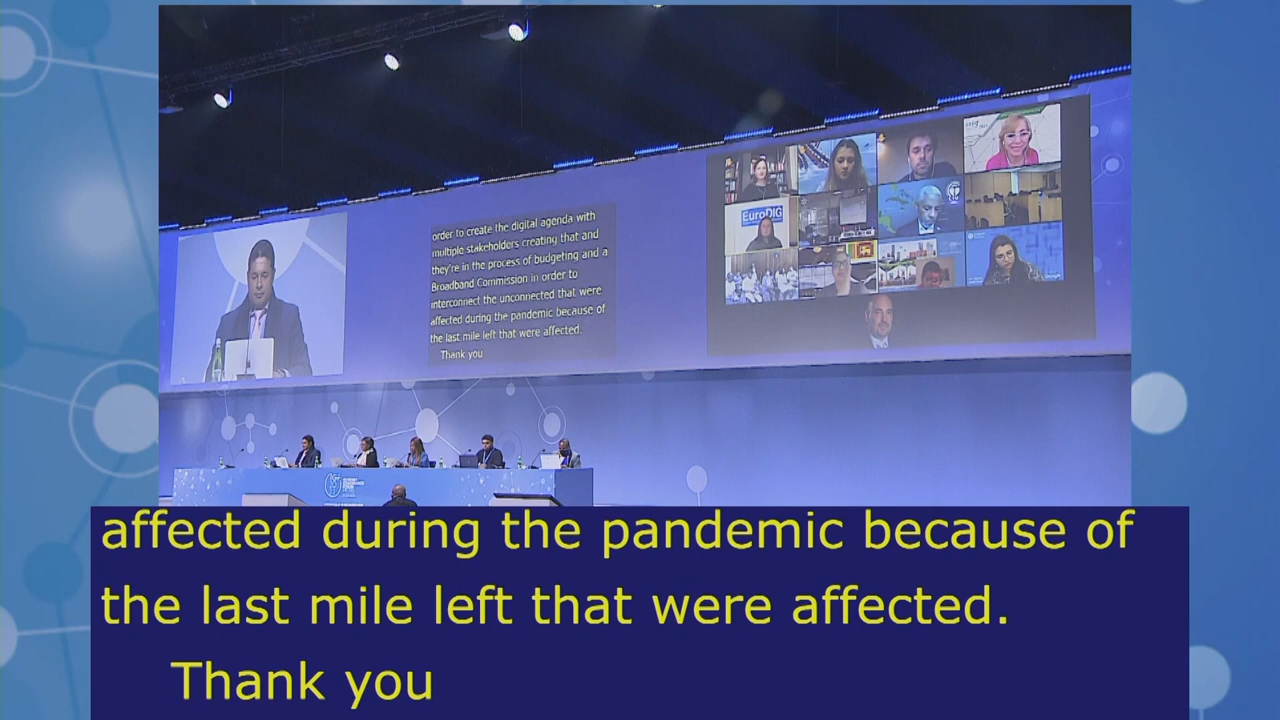 order to create the digital agenda with
multiple stakeholders creating that and
they're in the process of budgeting and a
Broadband Commission in order to
interconnect the unconnected that were
affected during the pandemic because of
the last mile left that were affected.
Thank you
EuroDIG
affected during the pandemic because of
the last mile left that were affected.
Thank you